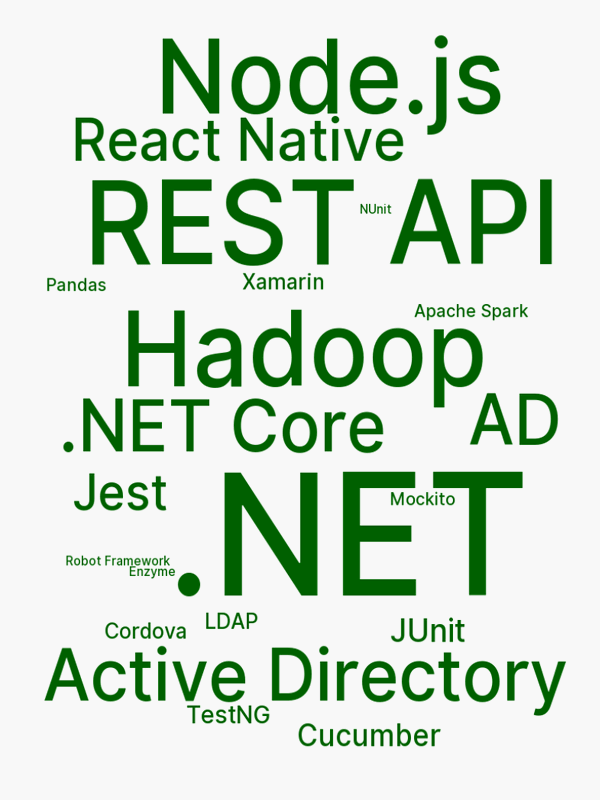 Node.js
React Native
REST API
NUnit
Pandas
Xamarin
Apache Spark
Hadoop
.NET Core
AD
Jest
.NET
Mockito
Robot Framework
Enzyme
LDAP
Cordova
JUnit
Active Directory
TestNG
Cucumber